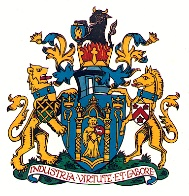 INDUSTRIA · VIRTUTE · ET · LABORE